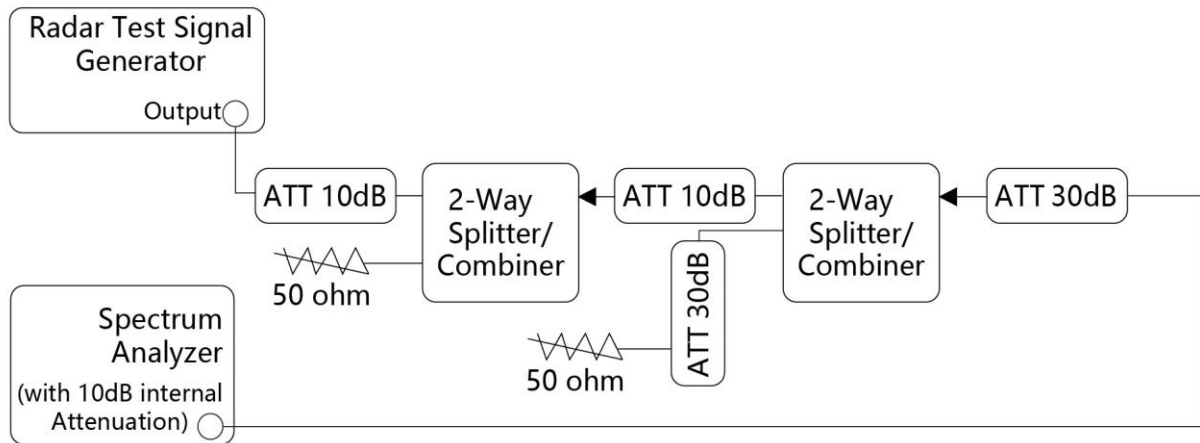 Radar Test Signal
Generator
Output
ATT 10dB
2-Way
Splitter/
Combiner
ATT 10dB
2-Way
Splitter/
Combiner
ATT 30dB
50 ohm
ATT 30dB
50 ohm
Spectrum
Analyzer
(with 10dB internal
Attenuation)